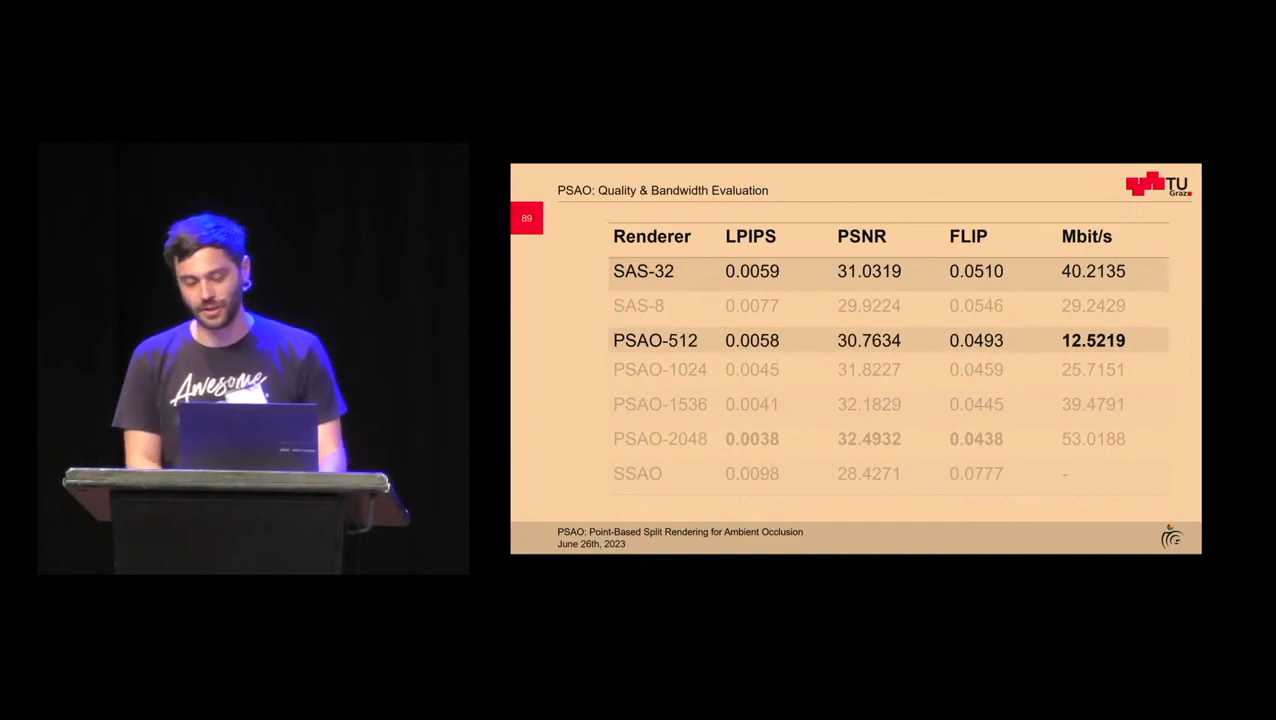 Awesome
PSAO: Quality & Bandwidth Evaluation
TU
Graz
89
Renderer LPIPS PSNR FLIP Mbit/s
SAS-32 0.0059 31.0319 0.0510 40.2135
SAS-8 0.0077 29.9224 0.0546 29.2429
PSAO-512 0.0058 30.7634 0.0493 12.5219
PSAO-1024 0.0045 31.8227 0.0459 25.7151
PSAO-1536 0.0041 32.1829 0.0445 39.4791
PSAO-2048 0.0038 32.4932 0.0438 53.0188
SSAO 0.0098 28.4271 0.0777 -
PSAO: Point-Based Split Rendering for Ambient Occlusion
June 26th, 2023